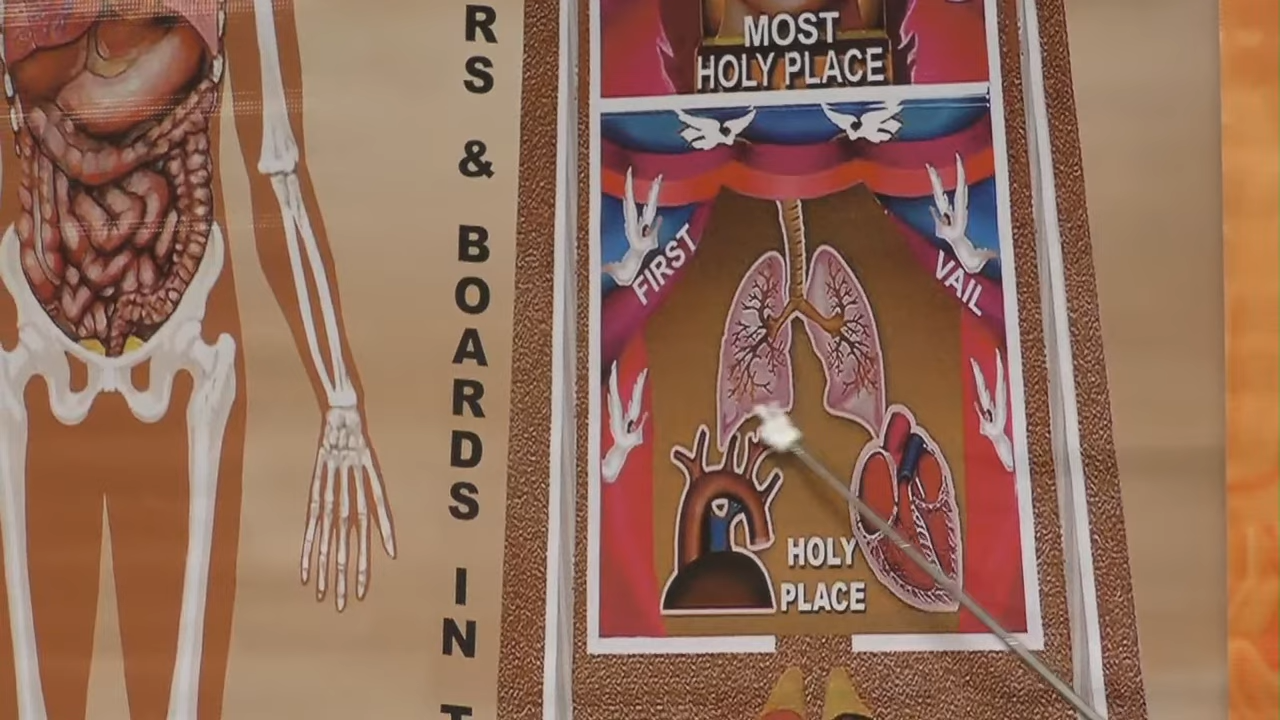 RS & BOARDS IN T
MOST
HOLY PLACE
FIRST
VAIL
HOLY
PLACE